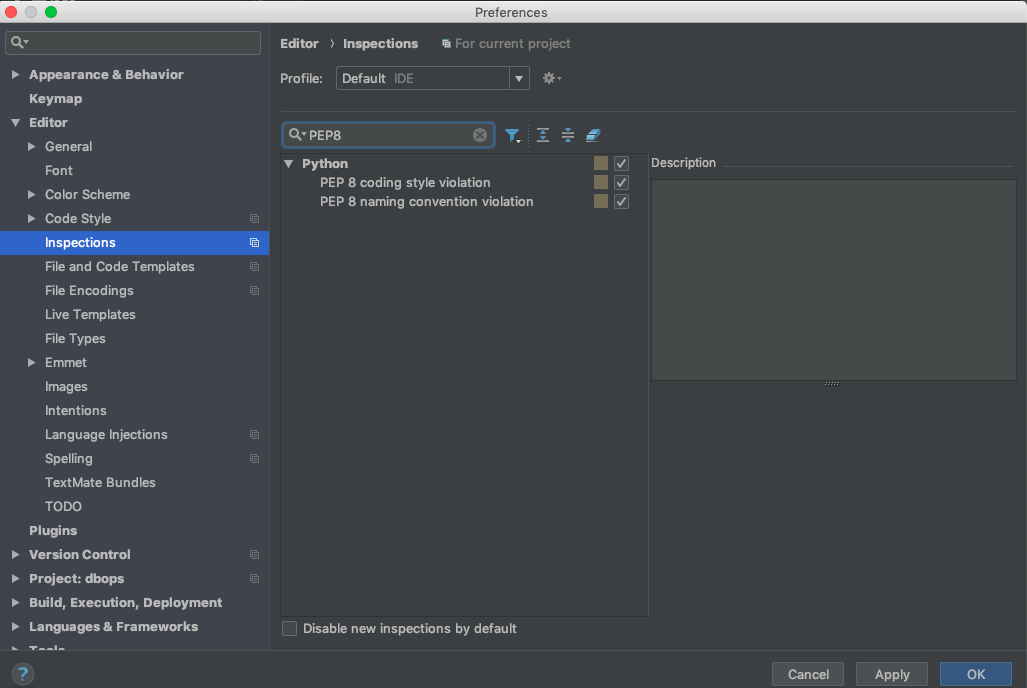 Preferences
Appearance & Behavior
Keymap
Editor
General
Font
Color Scheme
Code Style
Inspections
File and Code Templates
File Encodings
Live Templates
File Types
Emmet
Images
Intentions
Language Injections
Spelling
TextMate Bundles
TODO
Plugins
Version Control
Project: dbops
Build, Execution, Deployment
Languages & Frameworks
Tools
Editor › Inspections For current project
Profile: Default IDE
PEP8
Python
PEP 8 coding style violation
PEP 8 naming convention violation
Description
Disable new inspections by default
? Cancel Apply OK